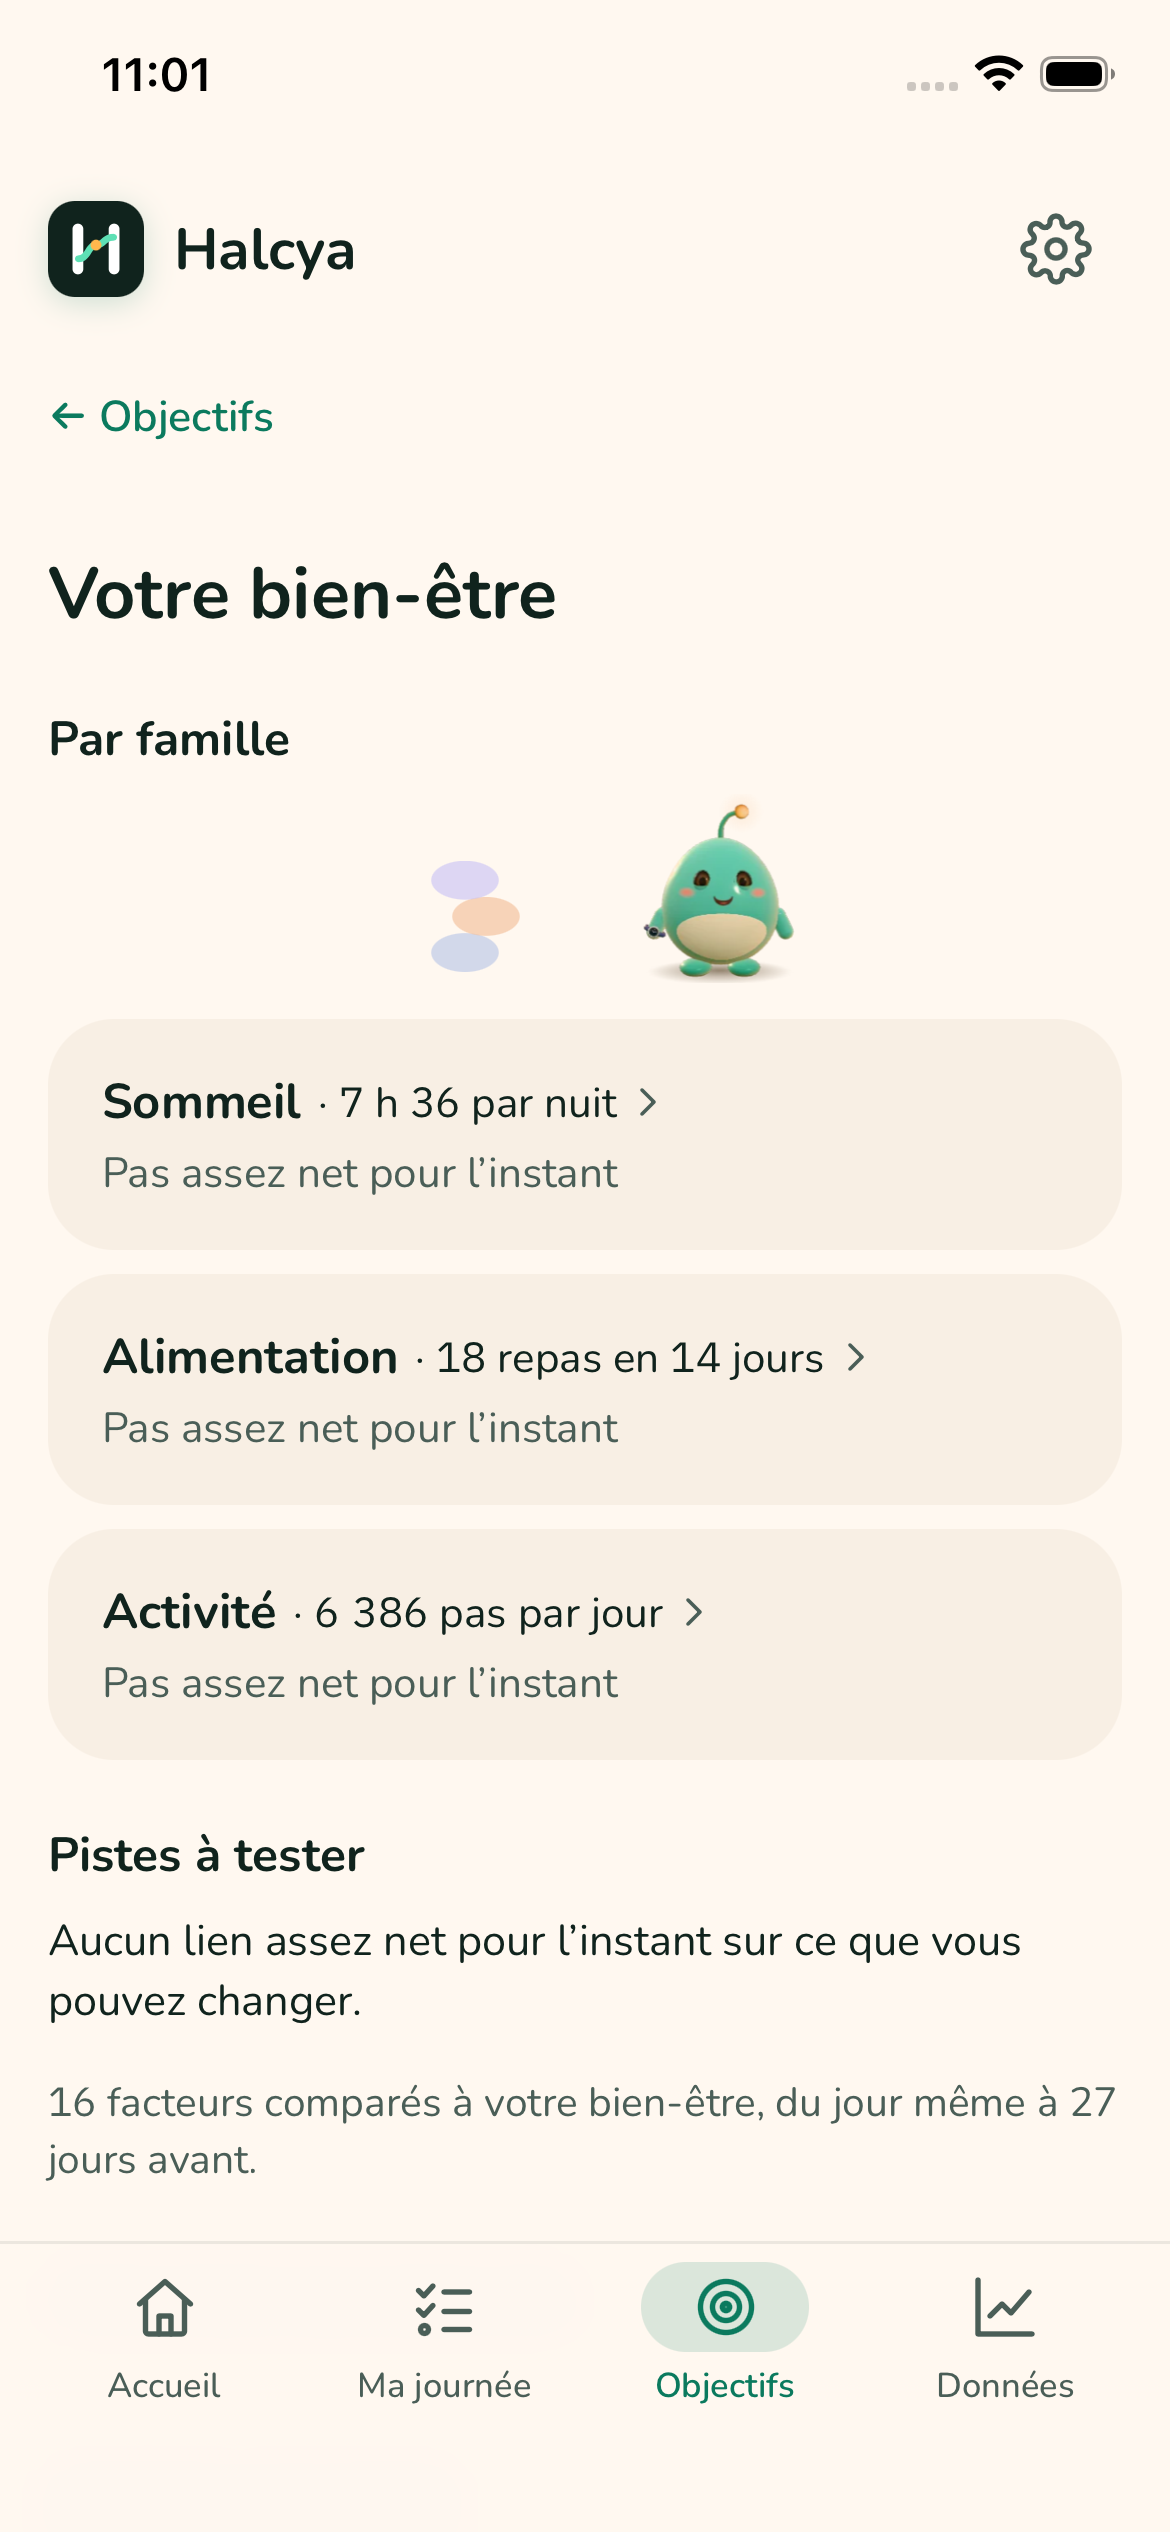 11:01
Halcya
← Objectifs
Votre bien-être
Par famille
Sommeil · 7 h 36 par nuit >
Pas assez net pour l’instant
Alimentation · 18 repas en 14 jours >
Pas assez net pour l’instant
Activité · 6 386 pas par jour >
Pas assez net pour l’instant
Pistes à tester
Aucun lien assez net pour l’instant sur ce que vous
pouvez changer.
16 facteurs comparés à votre bien-être, du jour même à 27
jours avant.
Accueil
Ma journée
Objectifs
Données